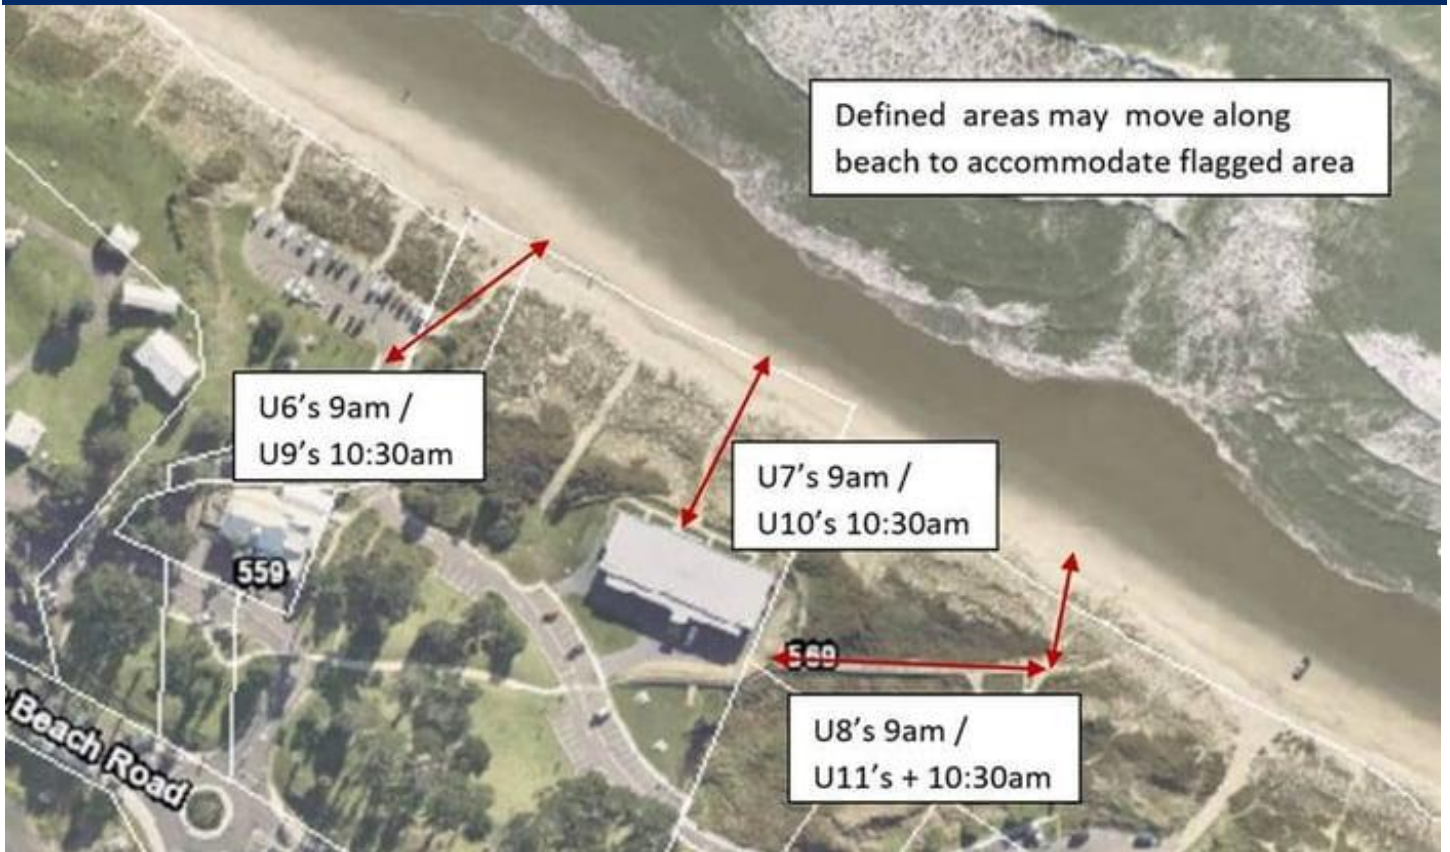 Defined areas may move along
beach to accommodate flagged area
U6's 9am /
U9's 10:30am
U7's 9am /
U10's 10:30am
559
569
U8's 9am /
U11's + 10:30am
Beach Road